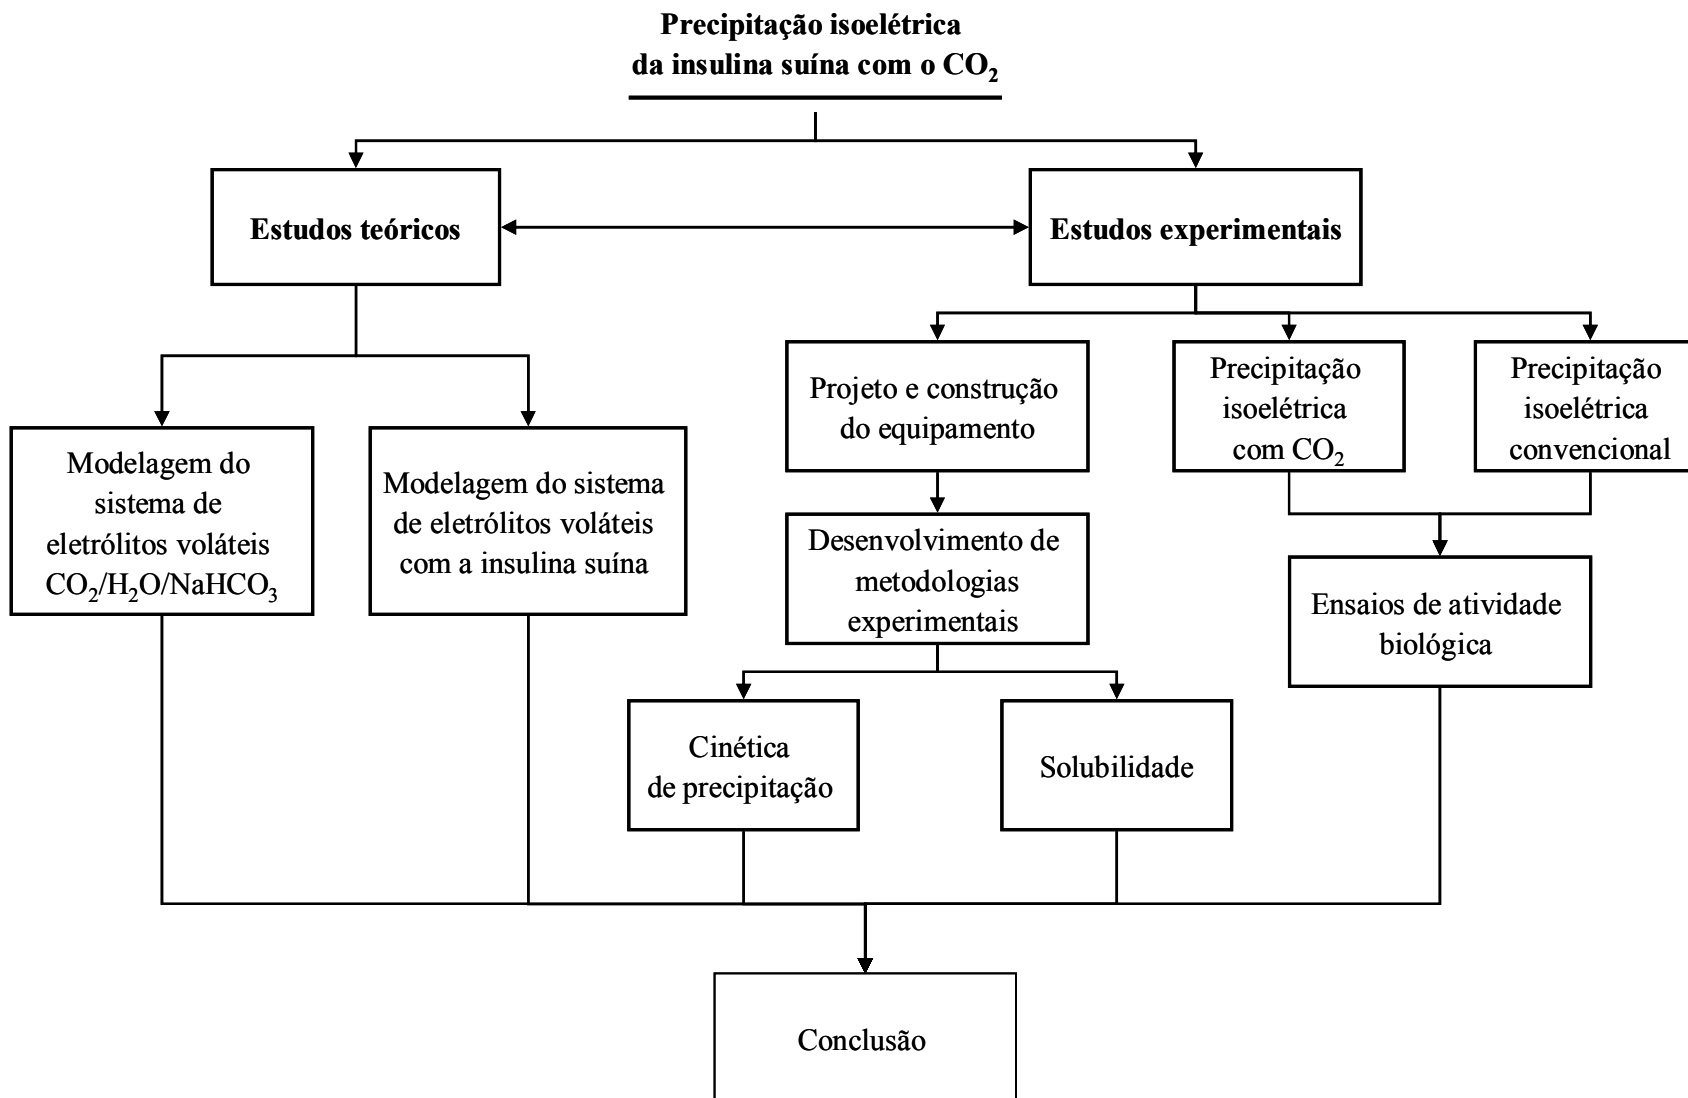 Precipitação isoelétrica
da insulina suína com o CO₂
Estudos teóricos
Estudos experimentais
Projeto e construção
do equipamento
Precipitação
isoelétrica
com CO₂
Precipitação
isoelétrica
convencional
Modelagem do
sistema de
eletrólitos voláteis
CO₂/H₂O/NaHCO₃
Modelagem do sistema
de eletrólitos voláteis
com a insulina suína
Desenvolvimento de
metodologias
experimentais
Ensaios de atividade
biológica
Cinética
de precipitação
Solubilidade
Conclusão